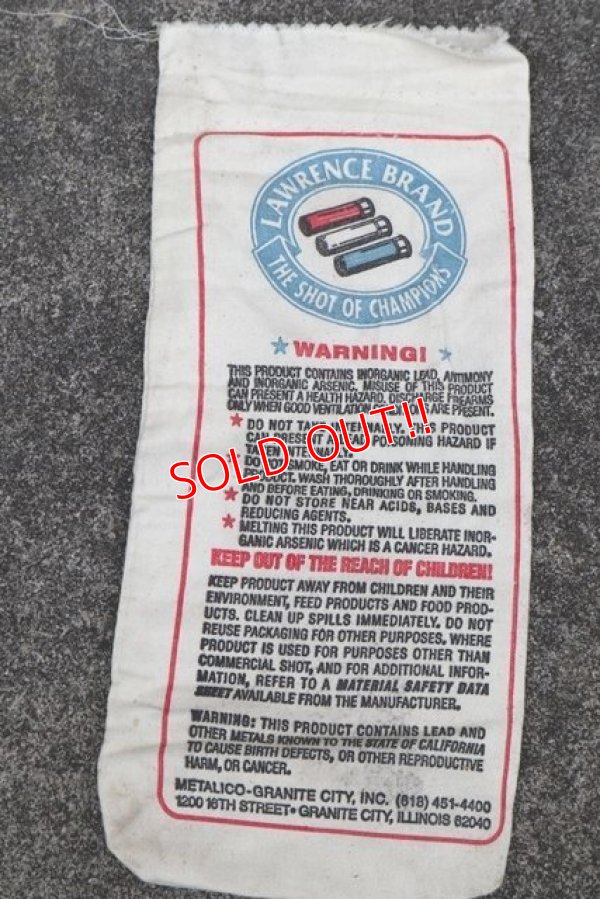 LAWRENCE BRAND
THE SHOT OF CHAMPIONS
WARNING!
THIS PRODUCT CONTAINS INORGANIC LEAD, ANTIMONY
AND INORGANIC ARSENIC. MISUSE OF THIS PRODUCT
CAN PRESENT A HEALTH HAZARD. DISCHARGE FIREARMS
ONLY WHEN GOOD VENTILATION ARE PRESENT.
DO NOT TAKE INTERNALLY. THIS PRODUCT
CAN PRESENT A LEAD POISONING HAZARD IF
TAKEN INTERNALLY.
SOLD OUT!!
DO NOT SMOKE, EAT OR DRINK WHILE HANDLING
PRODUCT. WASH THOROUGHLY AFTER HANDLING
AND BEFORE EATING, DRINKING OR SMOKING.
DO NOT STORE NEAR ACIDS, BASES AND
REDUCING AGENTS.
MELTING THIS PRODUCT WILL LIBERATE INOR-
GANIC ARSENIC WHICH IS A CANCER HAZARD.
KEEP OUT OF THE REACH OF CHILDREN!
KEEP PRODUCT AWAY FROM CHILDREN AND THEIR
ENVIRONMENT, FEED PRODUCTS AND FOOD PROD-
UCTS. CLEAN UP SPILLS IMMEDIATELY. DO NOT
REUSE PACKAGING FOR OTHER PURPOSES. WHERE
PRODUCT IS USED FOR PURPOSES OTHER THAN
COMMERCIAL SHOT, AND FOR ADDITIONAL INFOR-
MATION, REFER TO A MATERIAL SAFETY DATA
SHEET AVAILABLE FROM THE MANUFACTURER.
WARNING: THIS PRODUCT CONTAINS LEAD AND
OTHER METALS KNOWN TO THE STATE OF CALIFORNIA
TO CAUSE BIRTH DEFECTS, OR OTHER REPRODUCTIVE
HARM, OR CANCER.
METALICO-GRANITE CITY, INC. (618) 451-4400
1200 16TH STREET• GRANITE CITY, ILLINOIS 62040